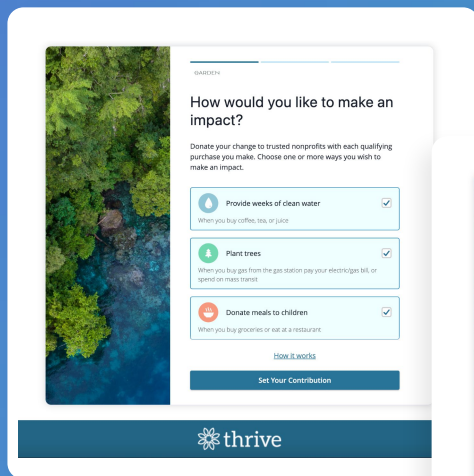 GARDEN
How would you like to make an
impact?
Donate your change to trusted nonprofits with each qualifying
purchase you make. Choose one or more ways you wish to
make an impact.
Provide weeks of clean water
When you buy coffee, tea, or juice
Plant trees
When you buy gas from the gas station pay your electric/gas bill, or
spend on mass transit
Donate meals to children
When you buy groceries or eat at a restaurant
How it works
Set Your Contribution
thrive